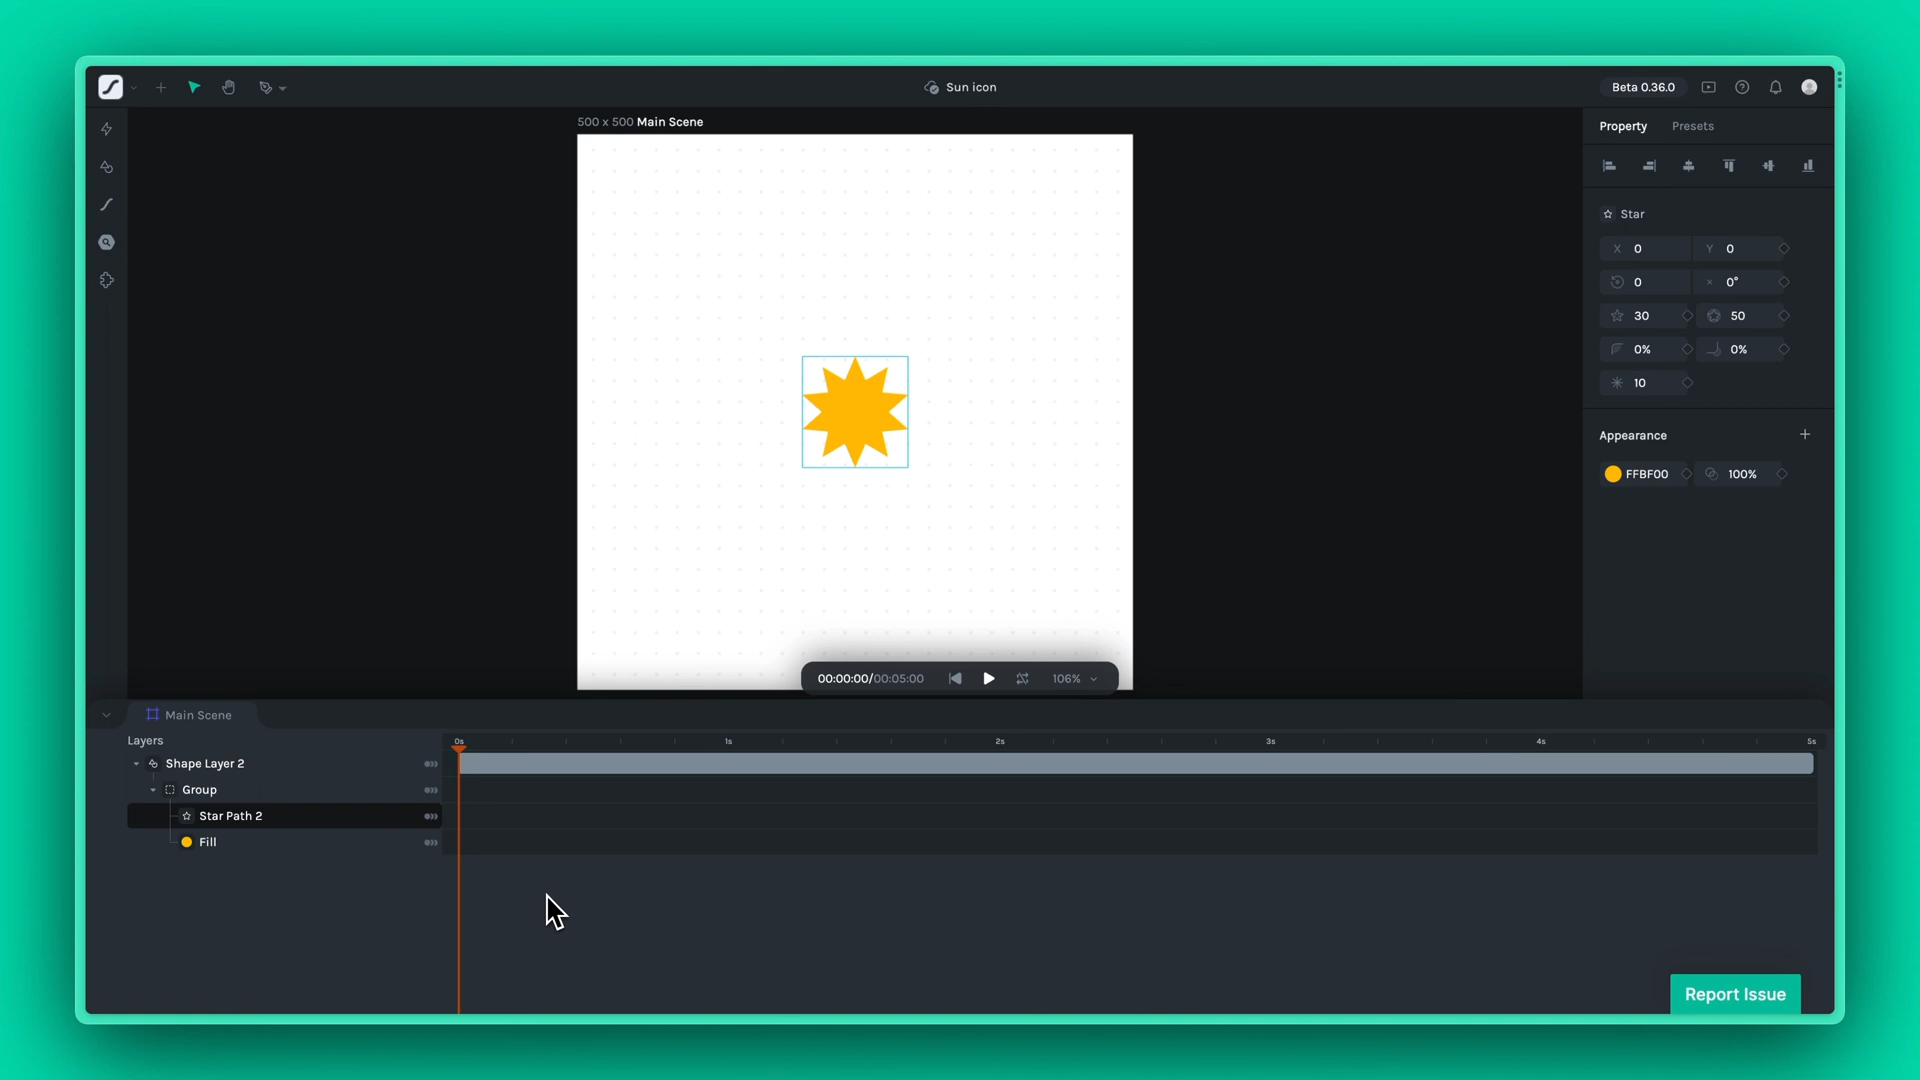 Sun icon
Beta 0.36.0
500 x 500 Main Scene
Property Presets
Star
X 0 Y 0
0 0°
30 50
0% 0%
10
Appearance
FFBF00 100%
00:00:00/00:05:00 106%
Main Scene
Layers
0s 1s 2s 3s 4s 5s
Shape Layer 2
Group
Star Path 2
Fill
Report Issue